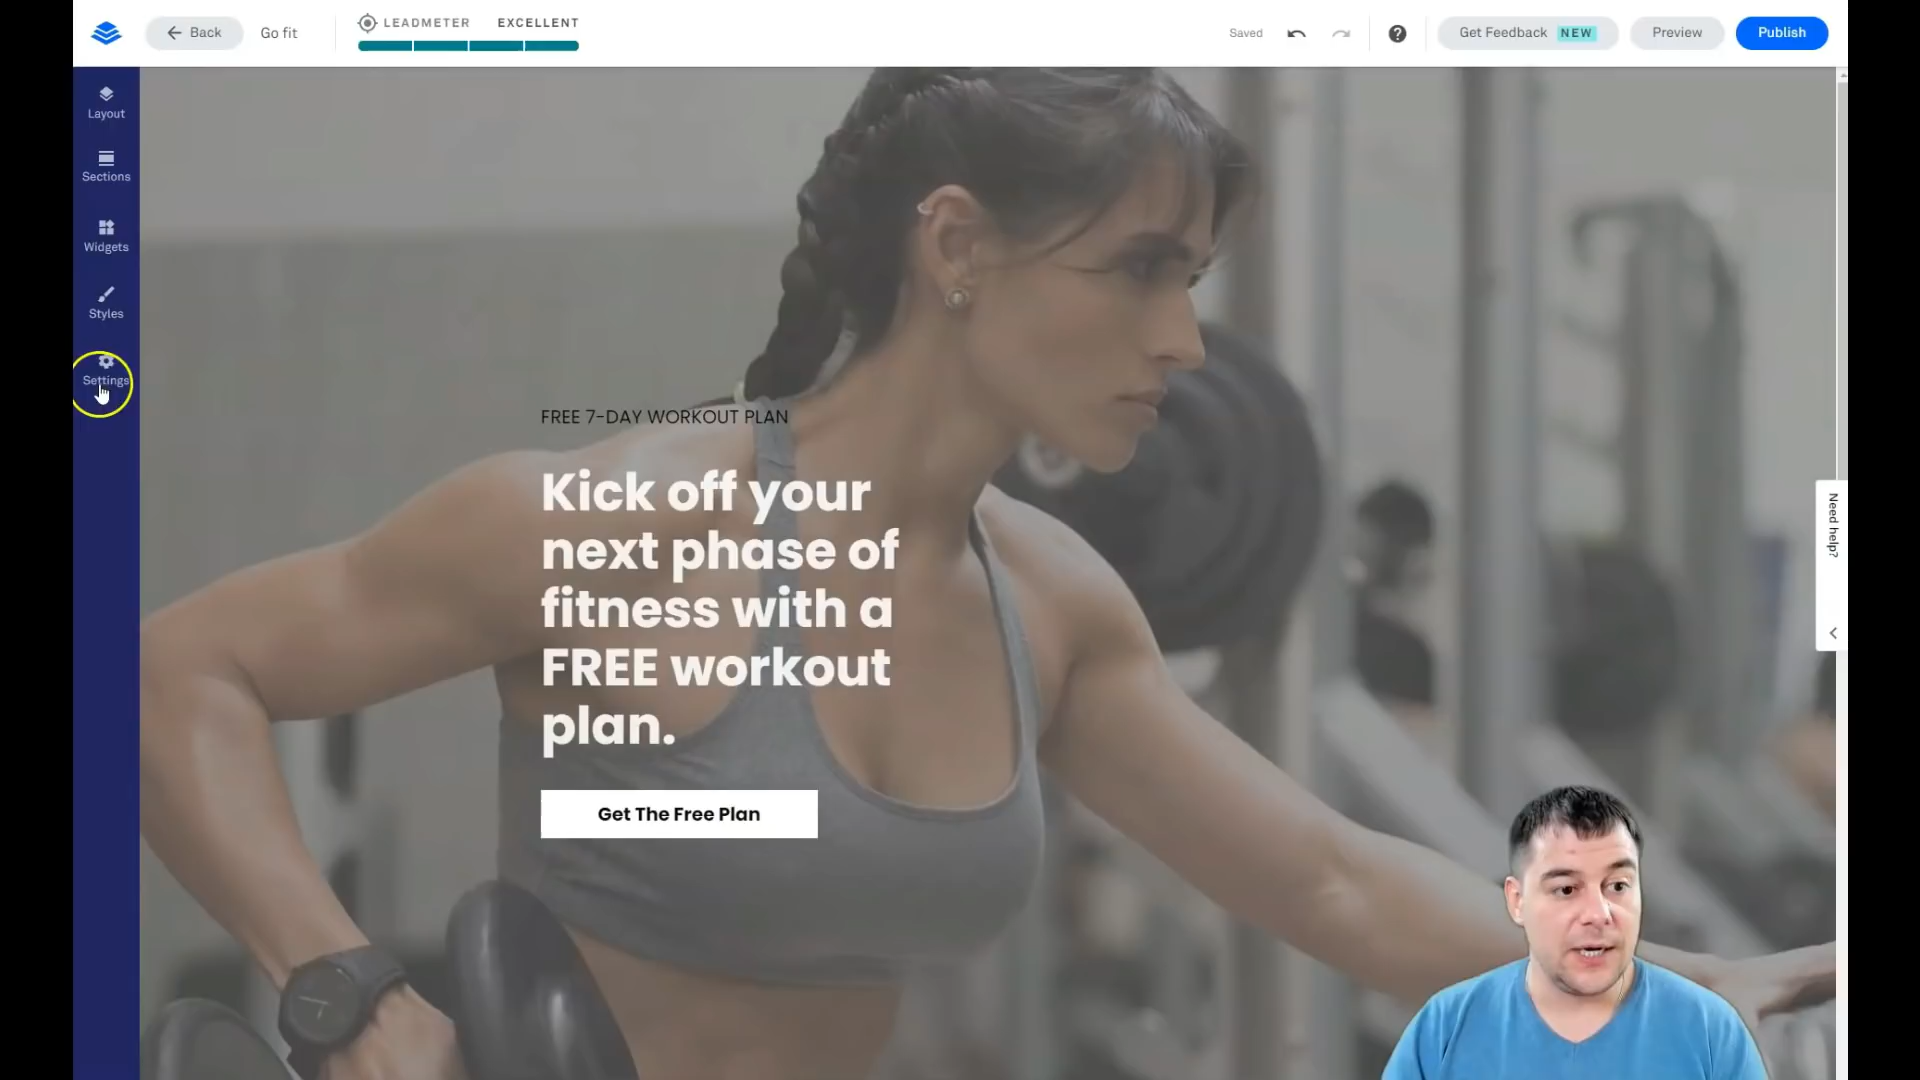 Back
Go fit
LEADMETER EXCELLENT
Saved
Get Feedback NEW
Preview
Publish
Layout
Sections
Widgets
Styles
Settings
FREE 7-DAY WORKOUT PLAN
Kick off your
next phase of
fitness with a
FREE workout
plan.
Get The Free Plan
Need help?